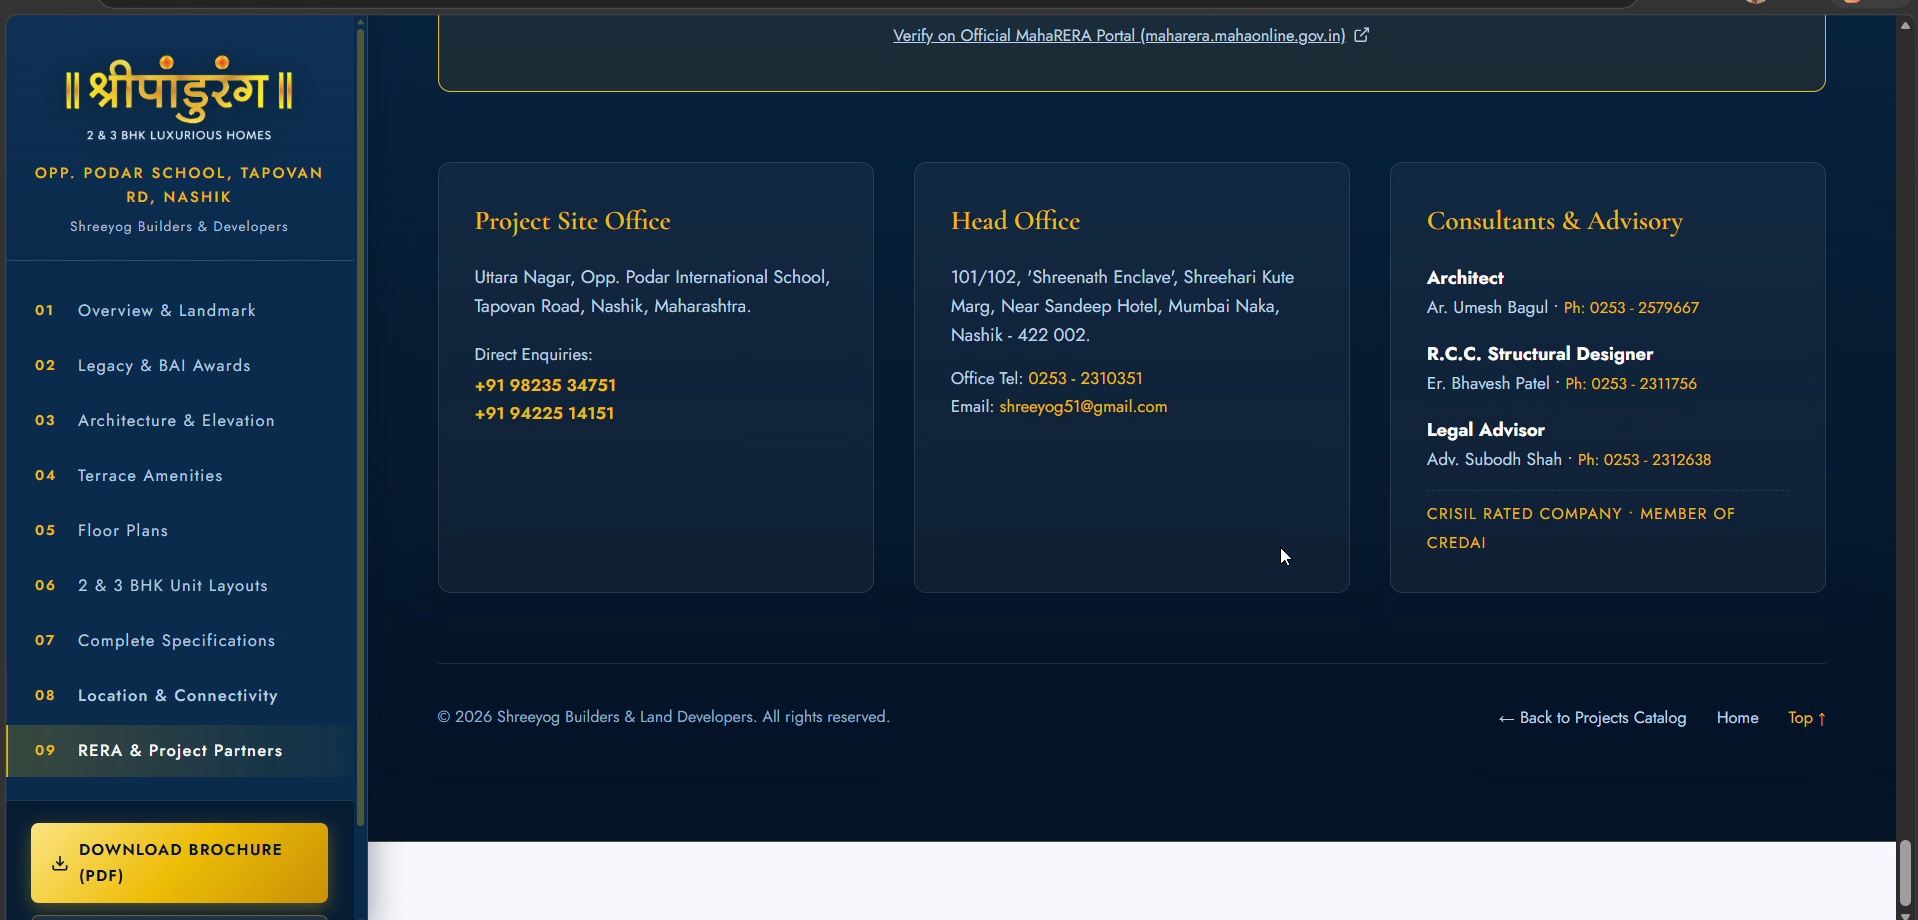 ॥ श्रीपांडुरंग ॥
2 & 3 BHK LUXURIOUS HOMES
OPP. PODAR SCHOOL, TAPOVAN
RD, NASHIK
Shreeyog Builders & Developers
01 Overview & Landmark
02 Legacy & BAI Awards
03 Architecture & Elevation
04 Terrace Amenities
05 Floor Plans
06 2 & 3 BHK Unit Layouts
07 Complete Specifications
08 Location & Connectivity
09 RERA & Project Partners
DOWNLOAD BROCHURE
(PDF)
Verify on Official MahaRERA Portal (maharera.mahaonline.gov.in)
Project Site Office
Uttara Nagar, Opp. Podar International School,
Tapovan Road, Nashik, Maharashtra.
Direct Enquiries:
+91 98235 34751
+91 94225 14151
Head Office
101/102, 'Shreenath Enclave', Shreehari Kute
Marg, Near Sandeep Hotel, Mumbai Naka,
Nashik - 422 002.
Office Tel: 0253 - 2310351
Email: shreeyog51@gmail.com
Consultants & Advisory
Architect
Ar. Umesh Bagul · Ph: 0253 - 2579667
R.C.C. Structural Designer
Er. Bhavesh Patel · Ph: 0253 - 2311756
Legal Advisor
Adv. Subodh Shah · Ph: 0253 - 2312638
CRISIL RATED COMPANY · MEMBER OF
CREDAI
© 2026 Shreeyog Builders & Land Developers. All rights reserved.
← Back to Projects Catalog Home Top ↑